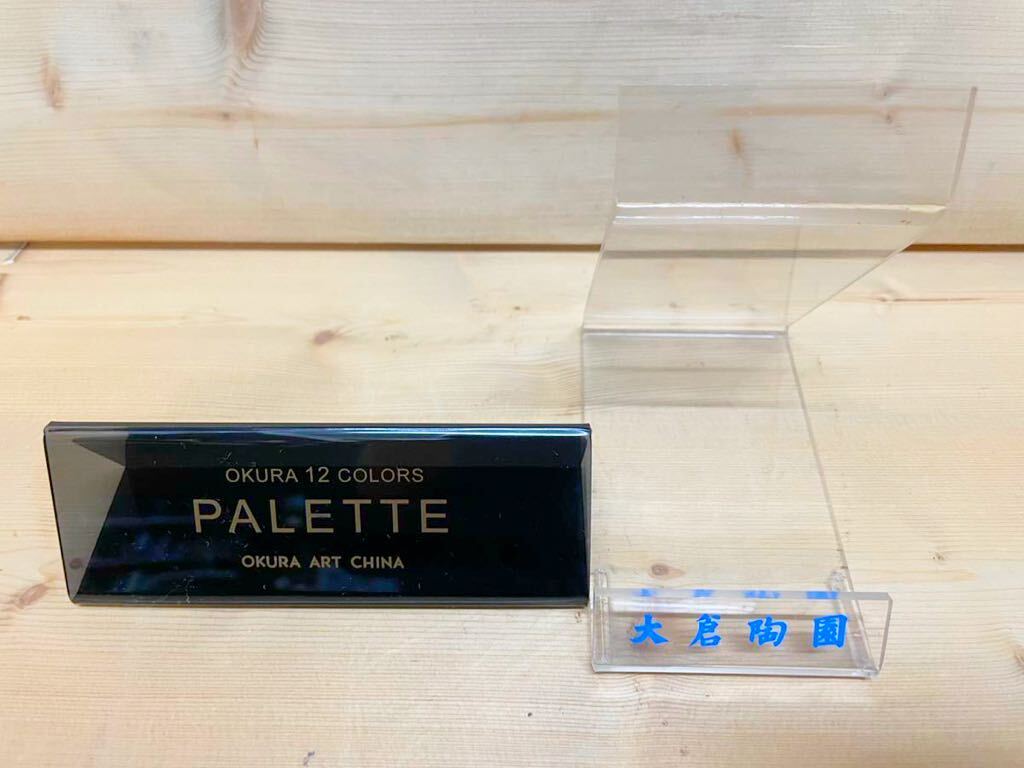 OKURA 12 COLORS
PALETTE
OKURA ART CHINA
大倉陶園